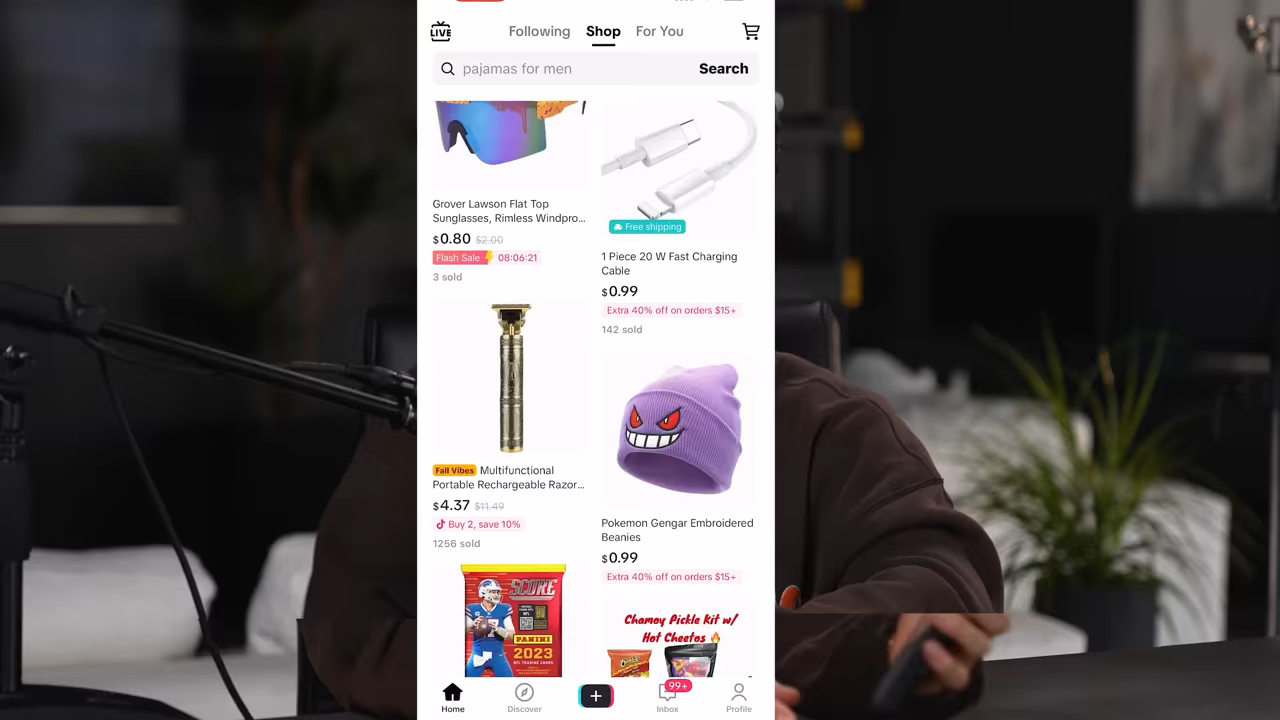 LIVE
Following Shop For You
pajamas for men
Search
Grover Lawson Flat Top
Sunglasses, Rimless Windpro...
$0.80 $2.00
Flash Sale 08:06:21
3 sold
Fall Vibes Multifunctional
Portable Rechargeable Razor...
$4.37 $11.49
Buy 2, save 10%
1256 sold
SCORE
PANINI
2023
NFL TRADING CARDS
Free shipping
1 Piece 20 W Fast Charging
Cable
$0.99
Extra 40% off on orders $15+
142 sold
Pokemon Gengar Embroidered
Beanies
$0.99
Extra 40% off on orders $15+
Chamoy Pickle Kit w/
Hot Cheetos
Home
Discover
99+
Inbox
Profile